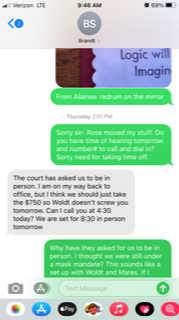 Verizon LTE
9:46 AM
69%
2
BS
Brandt
Logic will
Imagin
From Alairee: redrum on the mirror
Thursday 2:01 PM
Sorry sir- Rose moved my stuff. Do
you have time of hearing tomorrow
and number# to call and dial in?
Sorry need for taking time off.
The court has asked us to be in
person. I am on my way back to
office, but I think we should just take
the $750 so Woldt doesn't screw you
tomorrow. Can I call you at 4:30
today? We are set for 8:30 in person
tomorrow
Why have they asked for us to be in
person. I thought we were still under
a mask mandate? This sounds like a
set up with Woldt and Mares. If I
Text Message
Pay